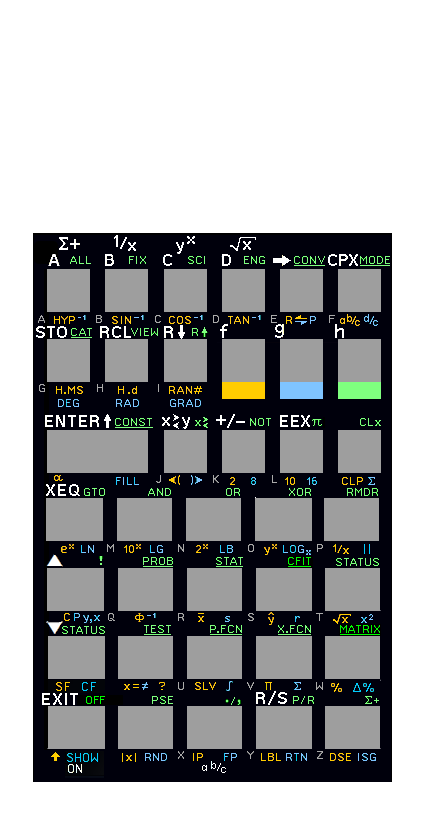 Σ+ 1/x yˣ √x
A ALL B FIX C SCI D ENG ➡ CONV CPX MODE
A HYP⁻¹ B SIN⁻¹ C COS⁻¹ D TAN⁻¹ E R⇆P F ab/c d/c
STO CAT RCL VIEW R↓ R↑ f g h
G H.MS H H.d I RAN#
DEG RAD GRAD
ENTER↑ CONST x≷y x≷ +/− NOT EEX π CLx
α FILL J ◀( )▶ K 2 8 L 10 16 CLP Σ
XEQ GTO AND OR XOR RMDR
eˣ LN M 10ˣ LG N 2ˣ LB O yˣ LOGₓ P 1/x ||
▲ ! PROB STAT CFIT STATUS
C P y,x Q Φ⁻¹ R x̄ s S ŷ r T √x x²
▼ STATUS TEST P.FCN X.FCN MATRIX
SF CF x=≠ ? U SLV ∫ V Π Σ W % Δ%
EXIT OFF PSE ·/, R/S P/R Σ+
↑ SHOW |x| RND X IP FP Y LBL RTN Z DSE ISG
ON a b/c